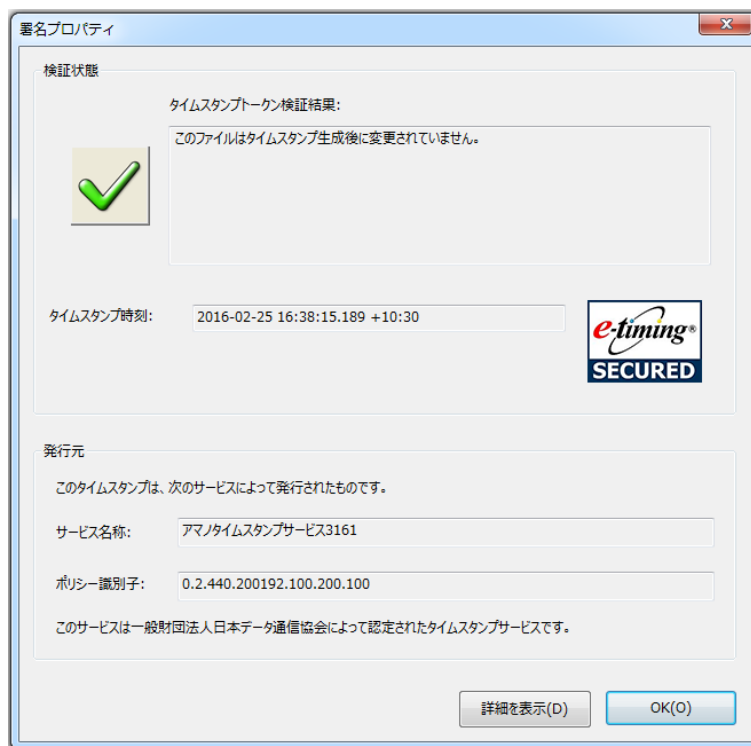 署名プロパティ
検証状態
タイムスタンプトークン検証結果:
このファイルはタイムスタンプ生成後に変更されていません。
タイムスタンプ時刻:
2016-02-25 16:38:15.189 +10:30
e-timing®
SECURED
発行元
このタイムスタンプは、次のサービスによって発行されたものです。
サービス名称:
アマノタイムスタンプサービス3161
ポリシー識別子:
0.2.440.200192.100.200.100
このサービスは一般財団法人日本データ通信協会によって認定されたタイムスタンプサービスです。
詳細を表示(D)
OK(O)